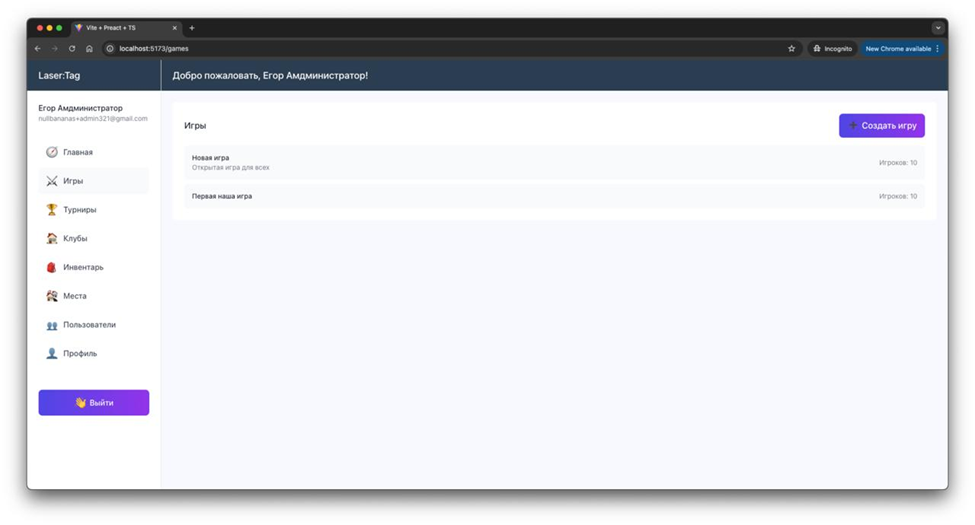 Vite + Preact + TS
localhost:5173/games
Incognito
New Chrome available
Laser:Tag
Добро пожаловать, Егор Амдминистратор!
Егор Амдминистратор
nullbananas+admin321@gmail.com
Главная
Игры
Турниры
Клубы
Инвентарь
Места
Пользователи
Профиль
Выйти
Игры
Создать игру
Новая игра
Открытая игра для всех
Игроков: 10
Первая наша игра
Игроков: 10